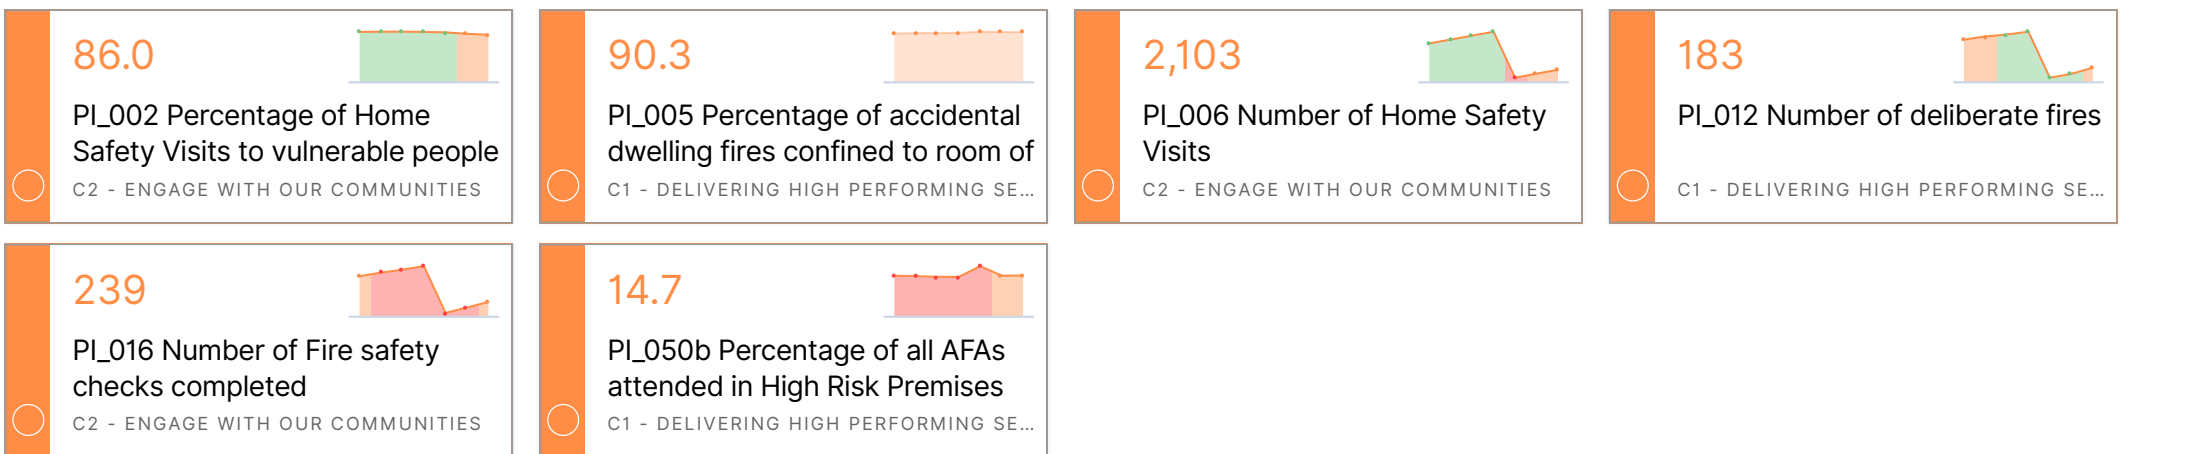 86.0
PI_002 Percentage of Home
Safety Visits to vulnerable people
C2 - ENGAGE WITH OUR COMMUNITIES
90.3
PI_005 Percentage of accidental
dwelling fires confined to room of
C1 - DELIVERING HIGH PERFORMING SE...
2,103
PI_006 Number of Home Safety
Visits
C2 - ENGAGE WITH OUR COMMUNITIES
183
PI_012 Number of deliberate fires
C1 - DELIVERING HIGH PERFORMING SE...
239
PI_016 Number of Fire safety
checks completed
C2 - ENGAGE WITH OUR COMMUNITIES
14.7
PI_050b Percentage of all AFAs
attended in High Risk Premises
C1 - DELIVERING HIGH PERFORMING SE...